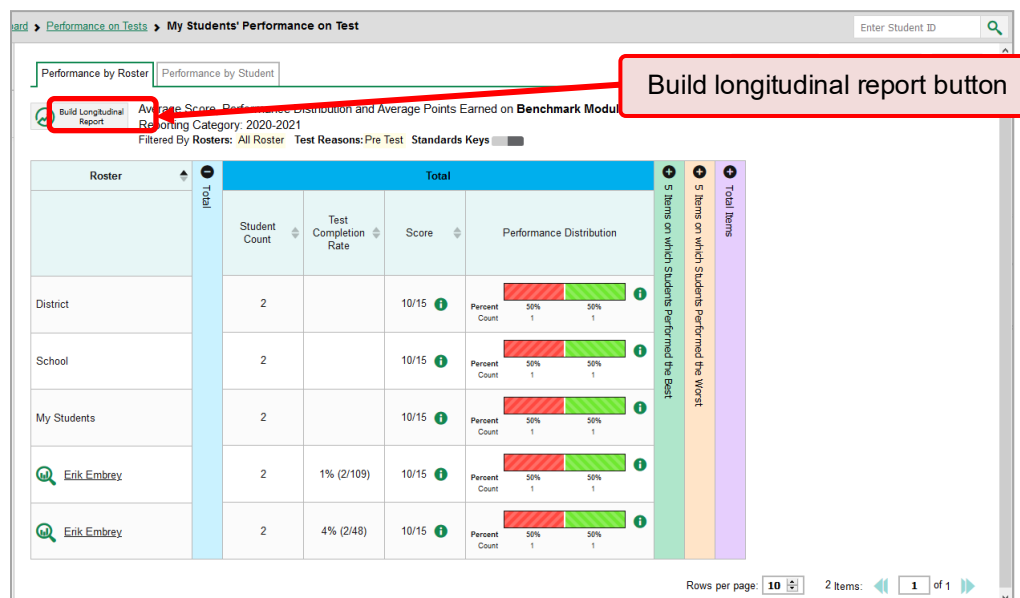 Performance on Tests My Students' Performance on Test Enter Student ID
Build longitudinal report button
Performance by Roster Performance by Student
Build Longitudinal
Report
Average Score, Performance Distribution and Average Points Earned on Benchmark
Reporting Category: 2020-2021
Filtered By Rosters: All Roster Test Reasons: Pre Test Standards Keys
Roster Total Total
5 Items on which Students Performed the Best
5 Items on which Students Performed the Worst
Total Items
Student
Count
Test
Completion
Rate
Score
Performance Distribution
District 2 10/15
Percent 50% 50%
Count 1 1
School 2 10/15
Percent 50% 50%
Count 1 1
My Students 2 10/15
Percent 50% 50%
Count 1 1
Erik Embrey 2 1% (2/109) 10/15
Percent 50% 50%
Count 1 1
Erik Embrey 2 4% (2/48) 10/15
Percent 50% 50%
Count 1 1
Rows per page: 10 2 Items: 1 of 1